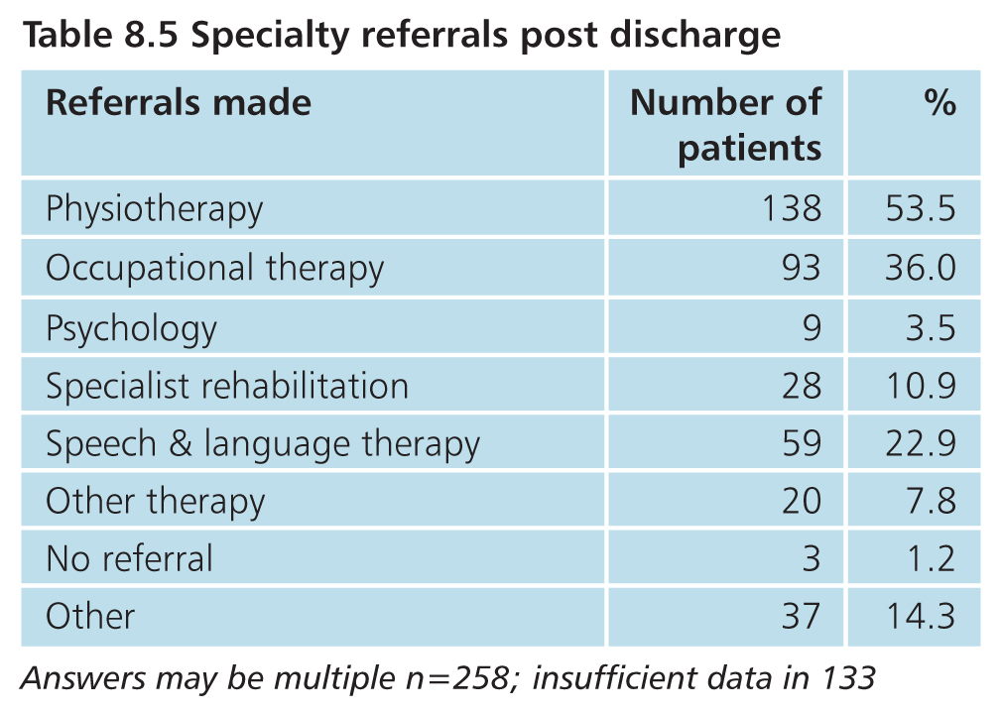 Table 8.5 Specialty referrals post discharge
Referrals made Number of patients %
Physiotherapy 138 53.5
Occupational therapy 93 36.0
Psychology 9 3.5
Specialist rehabilitation 28 10.9
Speech & language therapy 59 22.9
Other therapy 20 7.8
No referral 3 1.2
Other 37 14.3
Answers may be multiple n=258; insufficient data in 133